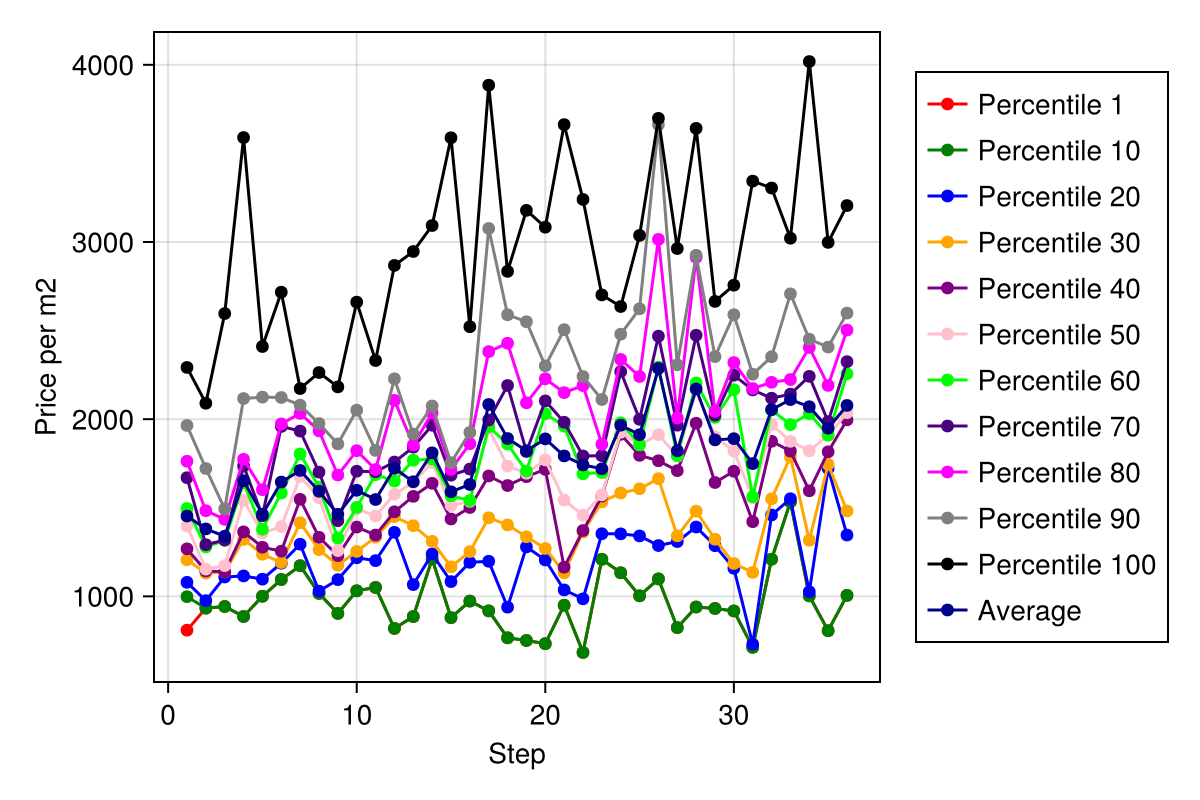 4000
3000
2000
1000
Price per m2
0
10
20
30
Step
Percentile 1
Percentile 10
Percentile 20
Percentile 30
Percentile 40
Percentile 50
Percentile 60
Percentile 70
Percentile 80
Percentile 90
Percentile 100
Average